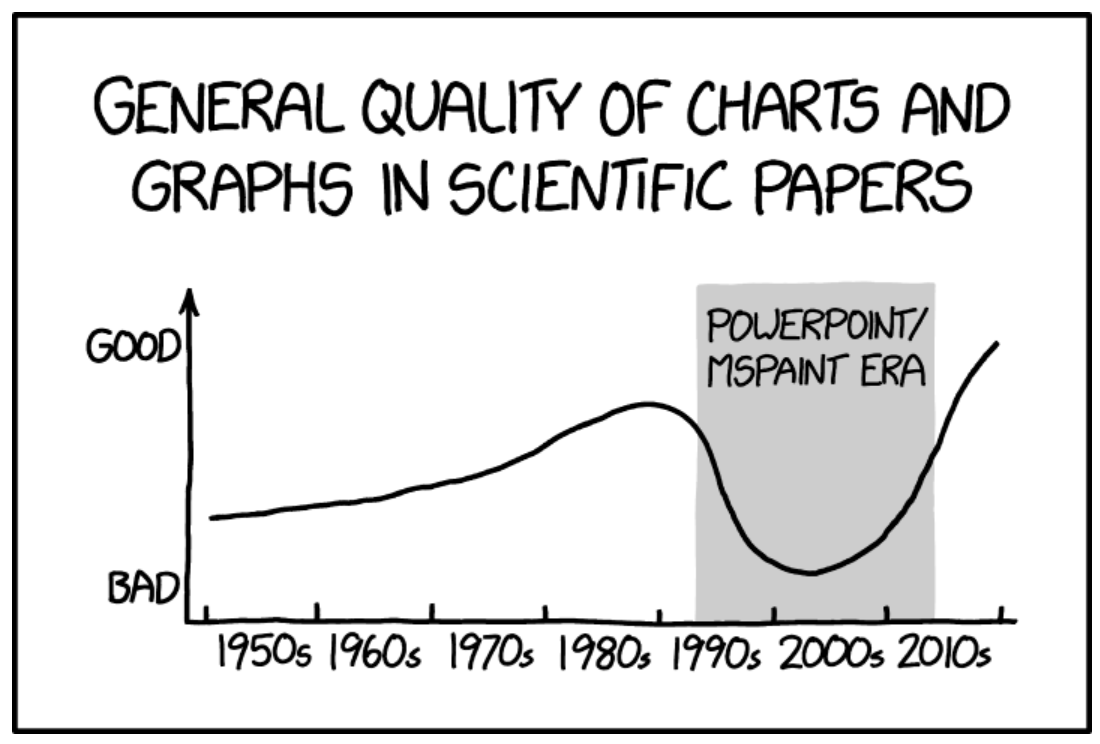 GENERAL QUALITY OF CHARTS AND
GRAPHS IN SCIENTIFIC PAPERS
GOOD
POWERPOINT/
MSPAINT ERA
BAD
1950s 1960s 1970s 1980s 1990s 2000s 2010s